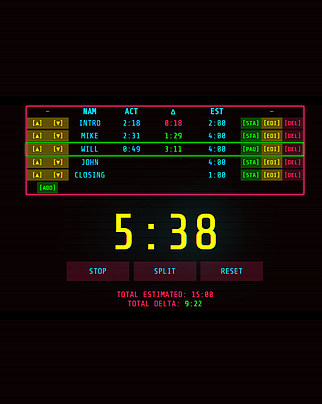 - NAM ACT Δ EST -
[▲] [▼] INTRO 2:18 0:18 2:00 [STA] [EDI] [DEL]
[▲] [▼] MIKE 2:31 1:29 4:00 [STA] [EDI] [DEL]
[▲] [▼] WILL 0:49 3:11 4:00 [PAU] [EDI] [DEL]
[▲] [▼] JOHN 4:00 [STA] [EDI] [DEL]
[▲] [▼] CLOSING 1:00 [STA] [EDI] [DEL]
[ADD]
5:38
STOP SPLIT RESET
TOTAL ESTIMATED: 15:00
TOTAL DELTA: 9:22